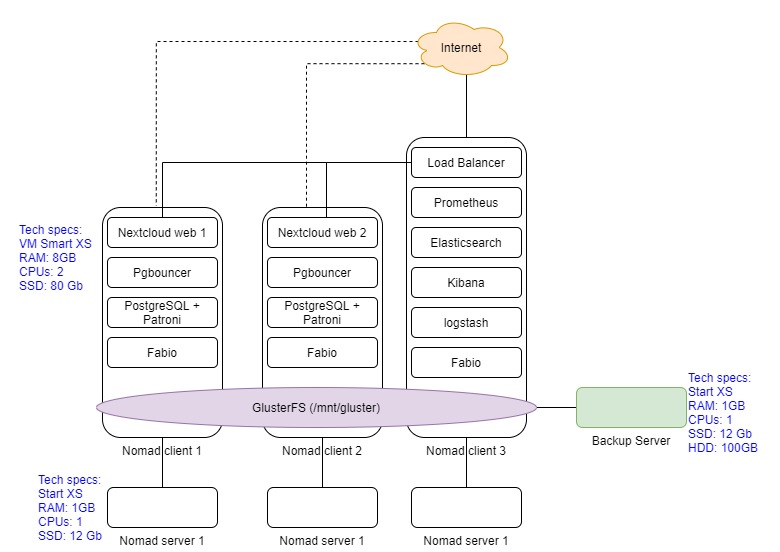 Internet
Load Balancer
Prometheus
Elasticsearch
Kibana
logstash
Fabio
Tech specs:
VM Smart XS
RAM: 8GB
CPUs: 2
SSD: 80 Gb
Nextcloud web 1
Pgbouncer
PostgreSQL +
Patroni
Fabio
Nextcloud web 2
Pgbouncer
PostgreSQL +
Patroni
Fabio
GlusterFS (/mnt/gluster)
Tech specs:
Start XS
RAM: 1GB
CPUs: 1
SSD: 12 Gb
HDD: 100GB
Backup Server
Nomad client 1
Nomad client 2
Nomad client 3
Tech specs:
Start XS
RAM: 1GB
CPUs: 1
SSD: 12 Gb
Nomad server 1
Nomad server 1
Nomad server 1